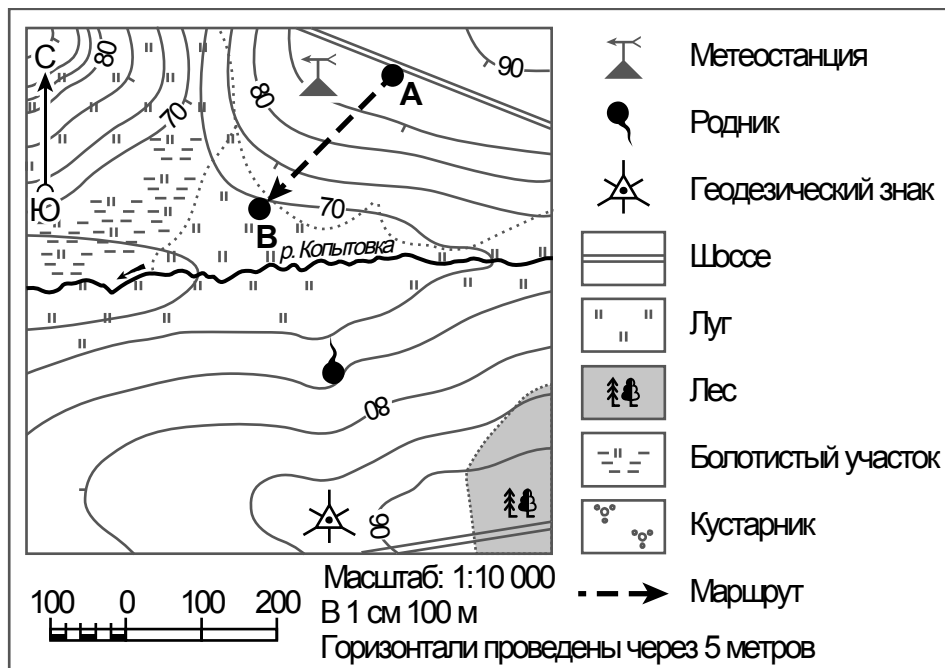 С
Ю
80
70
80
90
А
В
70
р. Копытовка
80
90
Метеостанция
Родник
Геодезический знак
Шоссе
Луг
Лес
Болотистый участок
Кустарник
Маршрут
100 0 100 200
Масштаб: 1:10 000
В 1 см 100 м
Горизонтали проведены через 5 метров